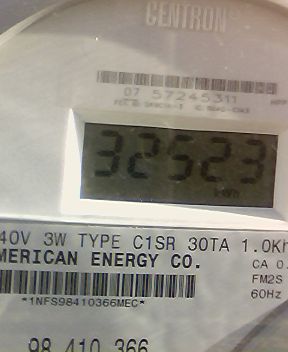 CENTRON®
07 57245311
32523
kWh
40V 3W TYPE C1SR 30TA 1.0Kh
MERICAN ENERGY CO.
CA 0.
FM2S
60Hz
*1NFS98410366MEC*
98 410 366